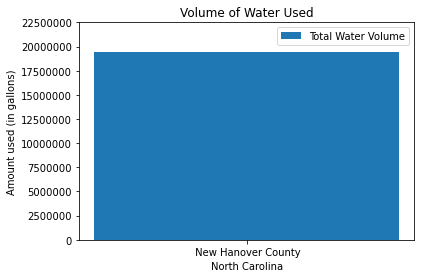 Volume of Water Used
Total Water Volume
Amount used (in gallons)
22500000
20000000
17500000
15000000
12500000
10000000
7500000
5000000
2500000
0
New Hanover County
North Carolina